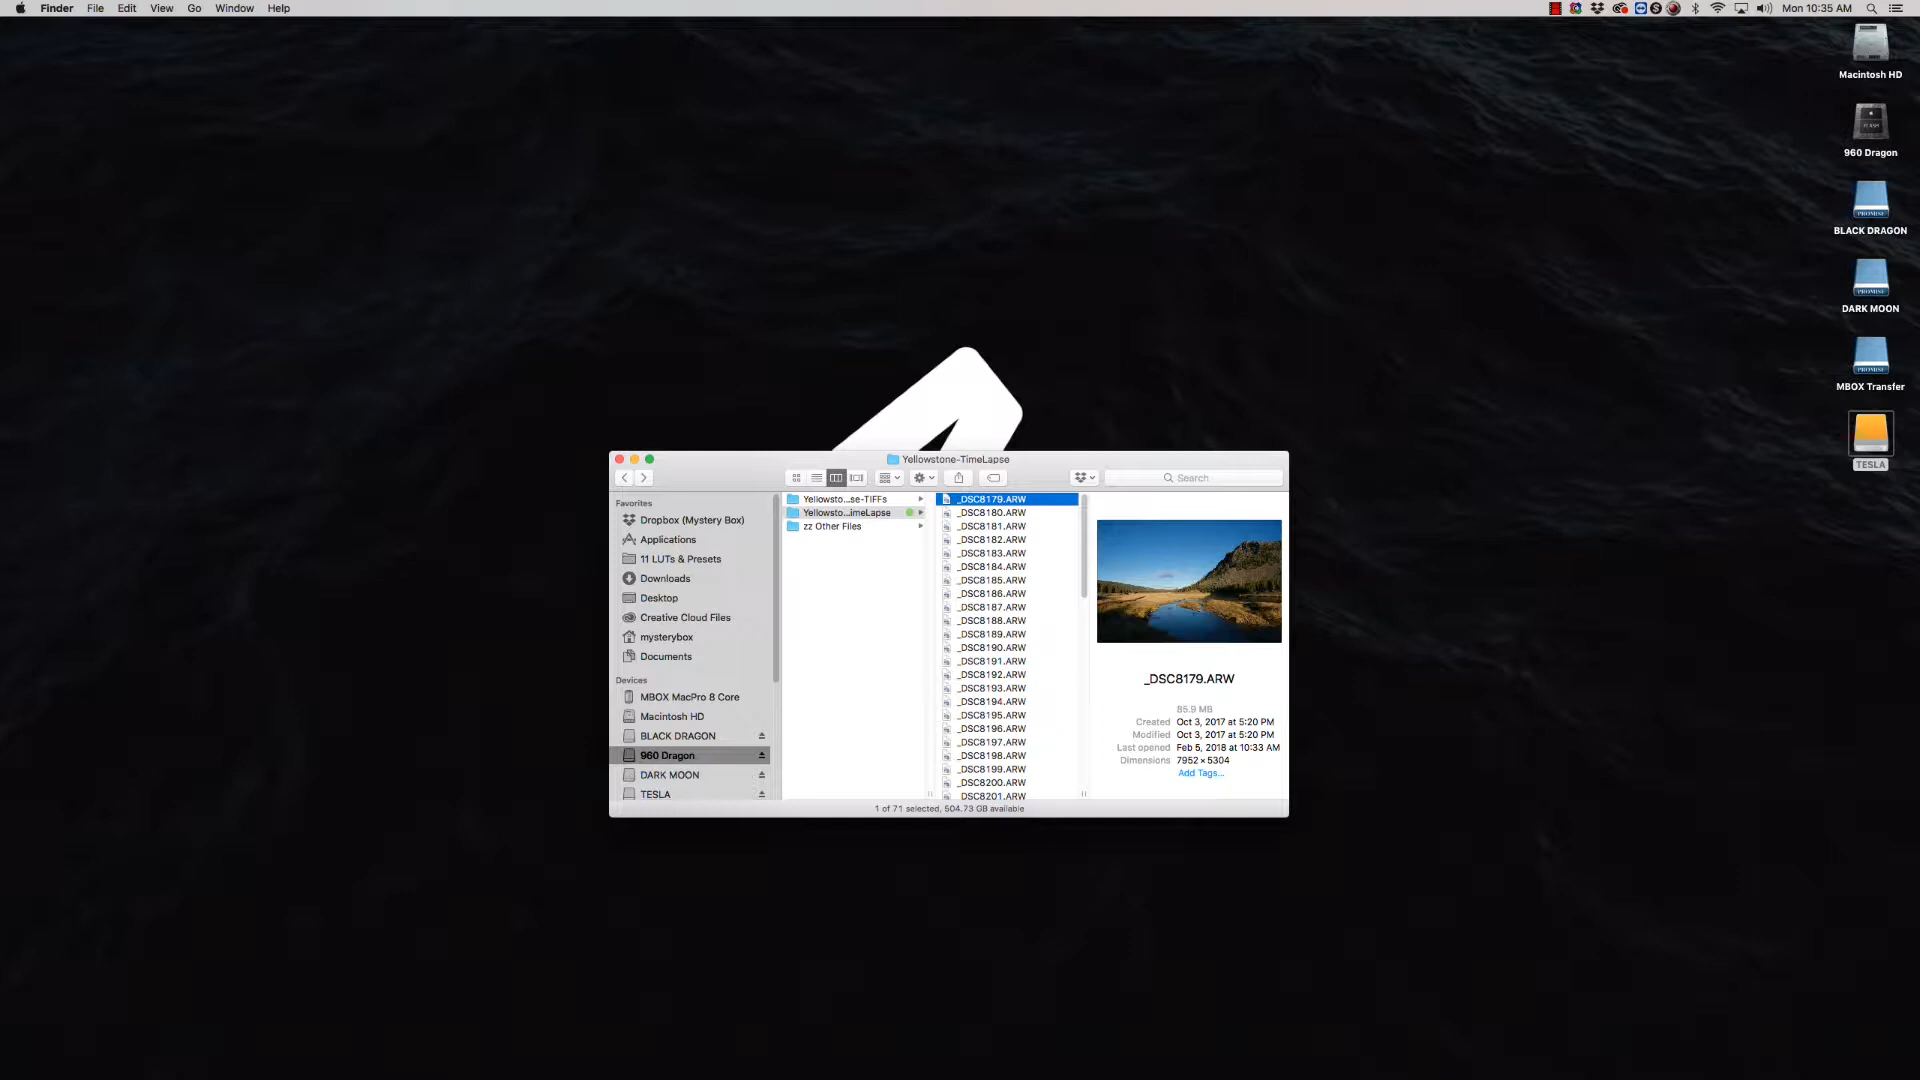 Finder File Edit View Go Window Help
Mon 10:35 AM
Macintosh HD
FLASH
960 Dragon
PROMISE
BLACK DRAGON
PROMISE
DARK MOON
PROMISE
MBOX Transfer
TESLA
Yellowstone-TimeLapse
Search
Favorites
Dropbox (Mystery Box)
Applications
11 LUTs & Presets
Downloads
Desktop
Creative Cloud Files
mysterybox
Documents
Devices
MBOX MacPro 8 Core
Macintosh HD
BLACK DRAGON
960 Dragon
DARK MOON
TESLA
Yellowsto...se-TIFFs
Yellowsto...imeLapse
zz Other Files
_DSC8179.ARW
_DSC8180.ARW
_DSC8181.ARW
_DSC8182.ARW
_DSC8183.ARW
_DSC8184.ARW
_DSC8185.ARW
_DSC8186.ARW
_DSC8187.ARW
_DSC8188.ARW
_DSC8189.ARW
_DSC8190.ARW
_DSC8191.ARW
_DSC8192.ARW
_DSC8193.ARW
_DSC8194.ARW
_DSC8195.ARW
_DSC8196.ARW
_DSC8197.ARW
_DSC8198.ARW
_DSC8199.ARW
_DSC8200.ARW
_DSC8201.ARW
_DSC8179.ARW
85.9 MB
Created Oct 3, 2017 at 5:20 PM
Modified Oct 3, 2017 at 5:20 PM
Last opened Feb 5, 2018 at 10:33 AM
Dimensions 7952 × 5304
Add Tags...
1 of 71 selected, 504.73 GB available